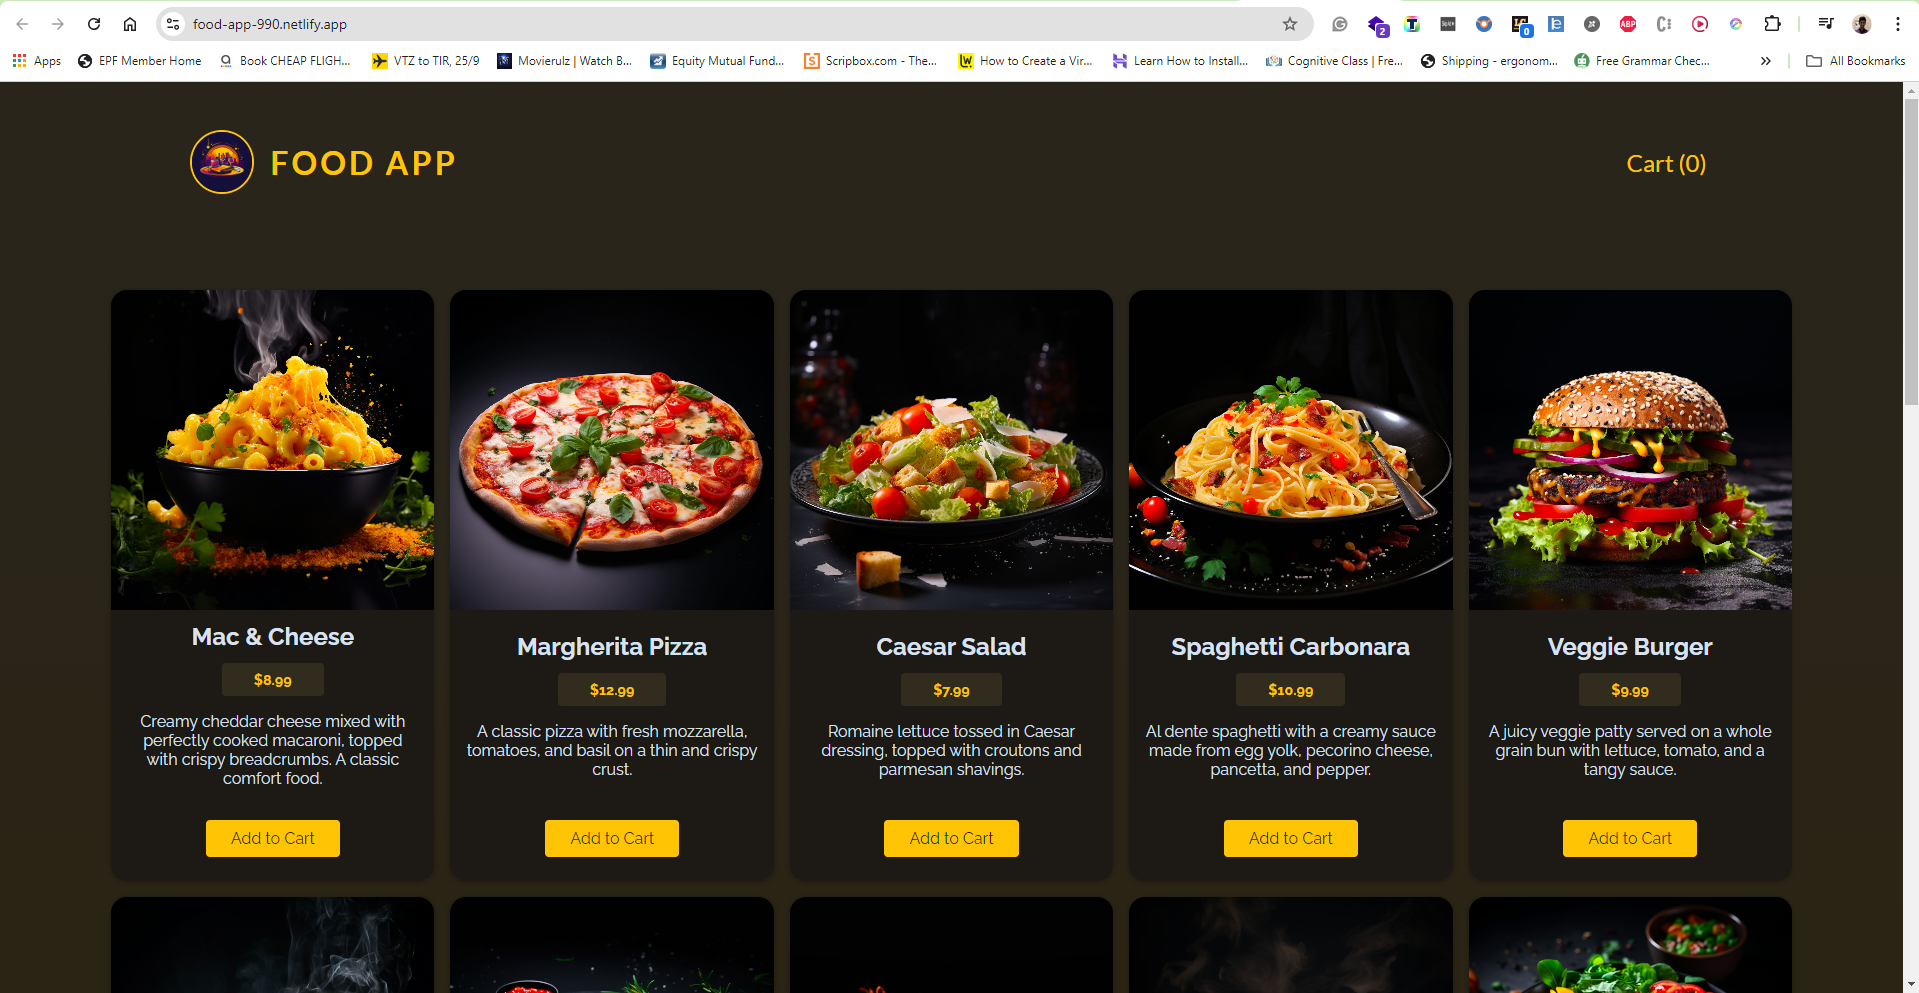 food-app-990.netlify.app
2
0
ABP
Apps
EPF Member Home
Book CHEAP FLIGH...
VTZ to TIR, 25/9
Movierulz | Watch B...
Equity Mutual Fund...
Scripbox.com - The...
How to Create a Vir...
Learn How to Install...
Cognitive Class | Fre...
Shipping - ergonom...
Free Grammar Chec...
All Bookmarks
FOOD APP
Cart (0)
Mac & Cheese
$8.99
Creamy cheddar cheese mixed with
perfectly cooked macaroni, topped
with crispy breadcrumbs. A classic
comfort food.
Add to Cart
Margherita Pizza
$12.99
A classic pizza with fresh mozzarella,
tomatoes, and basil on a thin and crispy
crust.
Add to Cart
Caesar Salad
$7.99
Romaine lettuce tossed in Caesar
dressing, topped with croutons and
parmesan shavings.
Add to Cart
Spaghetti Carbonara
$10.99
Al dente spaghetti with a creamy sauce
made from egg yolk, pecorino cheese,
pancetta, and pepper.
Add to Cart
Veggie Burger
$9.99
A juicy veggie patty served on a whole
grain bun with lettuce, tomato, and a
tangy sauce.
Add to Cart